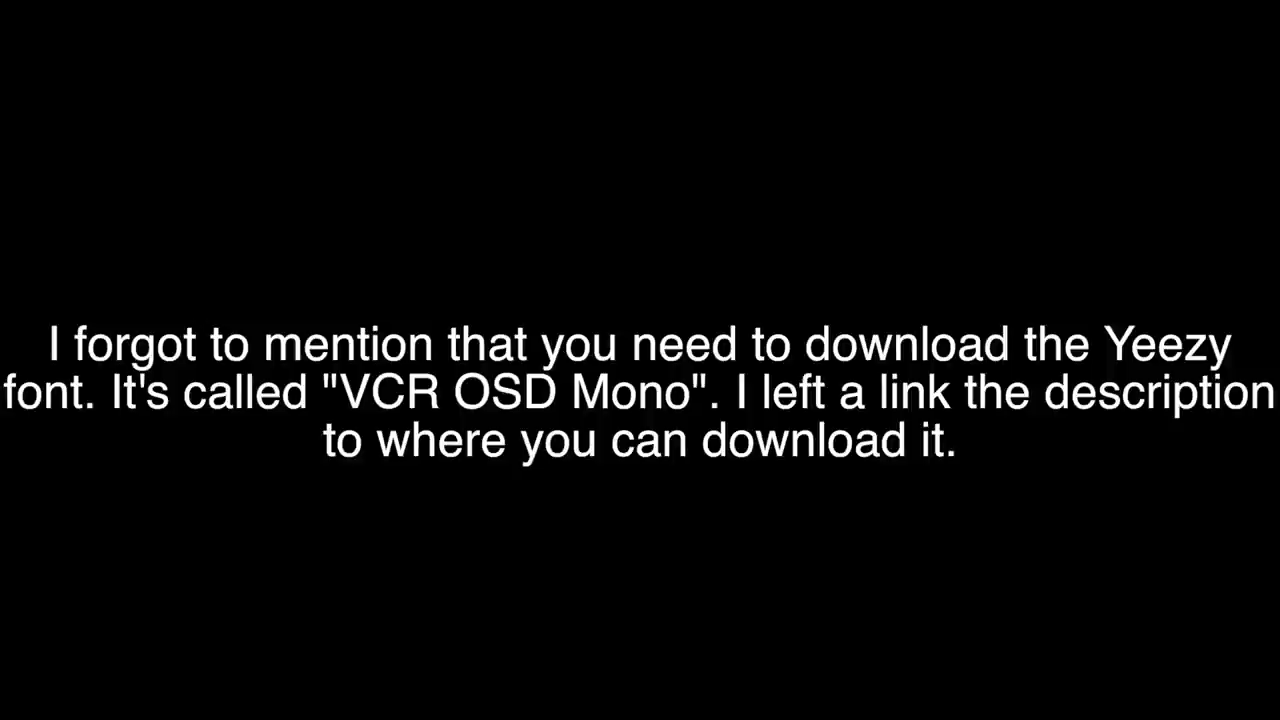 I forgot to mention that you need to download the Yeezy
font. It's called "VCR OSD Mono". I left a link the description
to where you can download it.